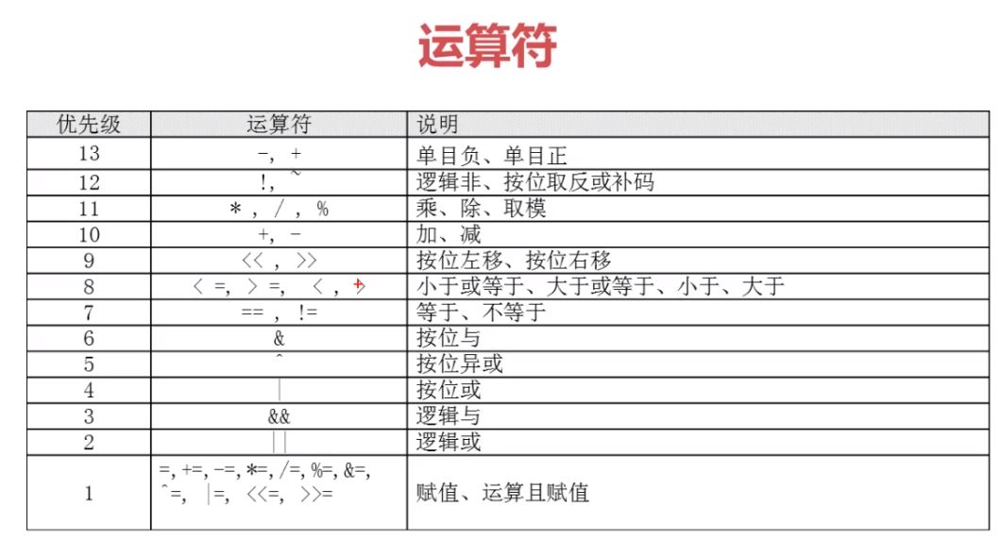 运算符
优先级 运算符 说明
13 -, + 单目负、单目正
12 !, ~ 逻辑非、按位取反或补码
11 * , / , % 乘、除、取模
10 +, - 加、减
9 << , >> 按位左移、按位右移
8 < =, > =, < , > 小于或等于、大于或等于、小于、大于
7 == , != 等于、不等于
6 & 按位与
5 ^ 按位异或
4 | 按位或
3 && 逻辑与
2 || 逻辑或
=,+=,-=,*=,/=,%=,&=,
1 ^=, |=, <<=, >>= 赋值、运算且赋值